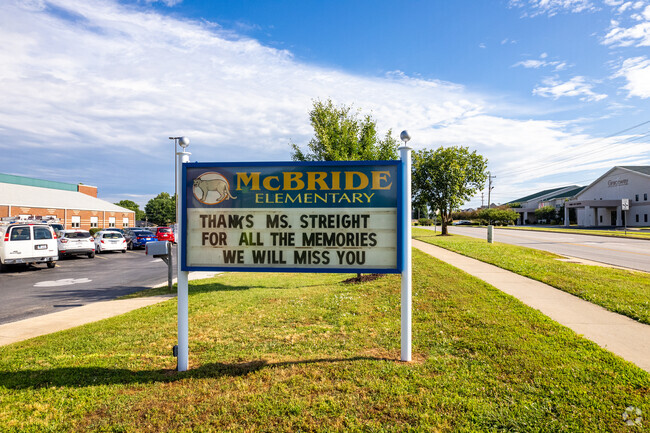 McBRIDE
ELEMENTARY
THANKS MS. STREIGHT
FOR ALL THE MEMORIES
WE WILL MISS YOU